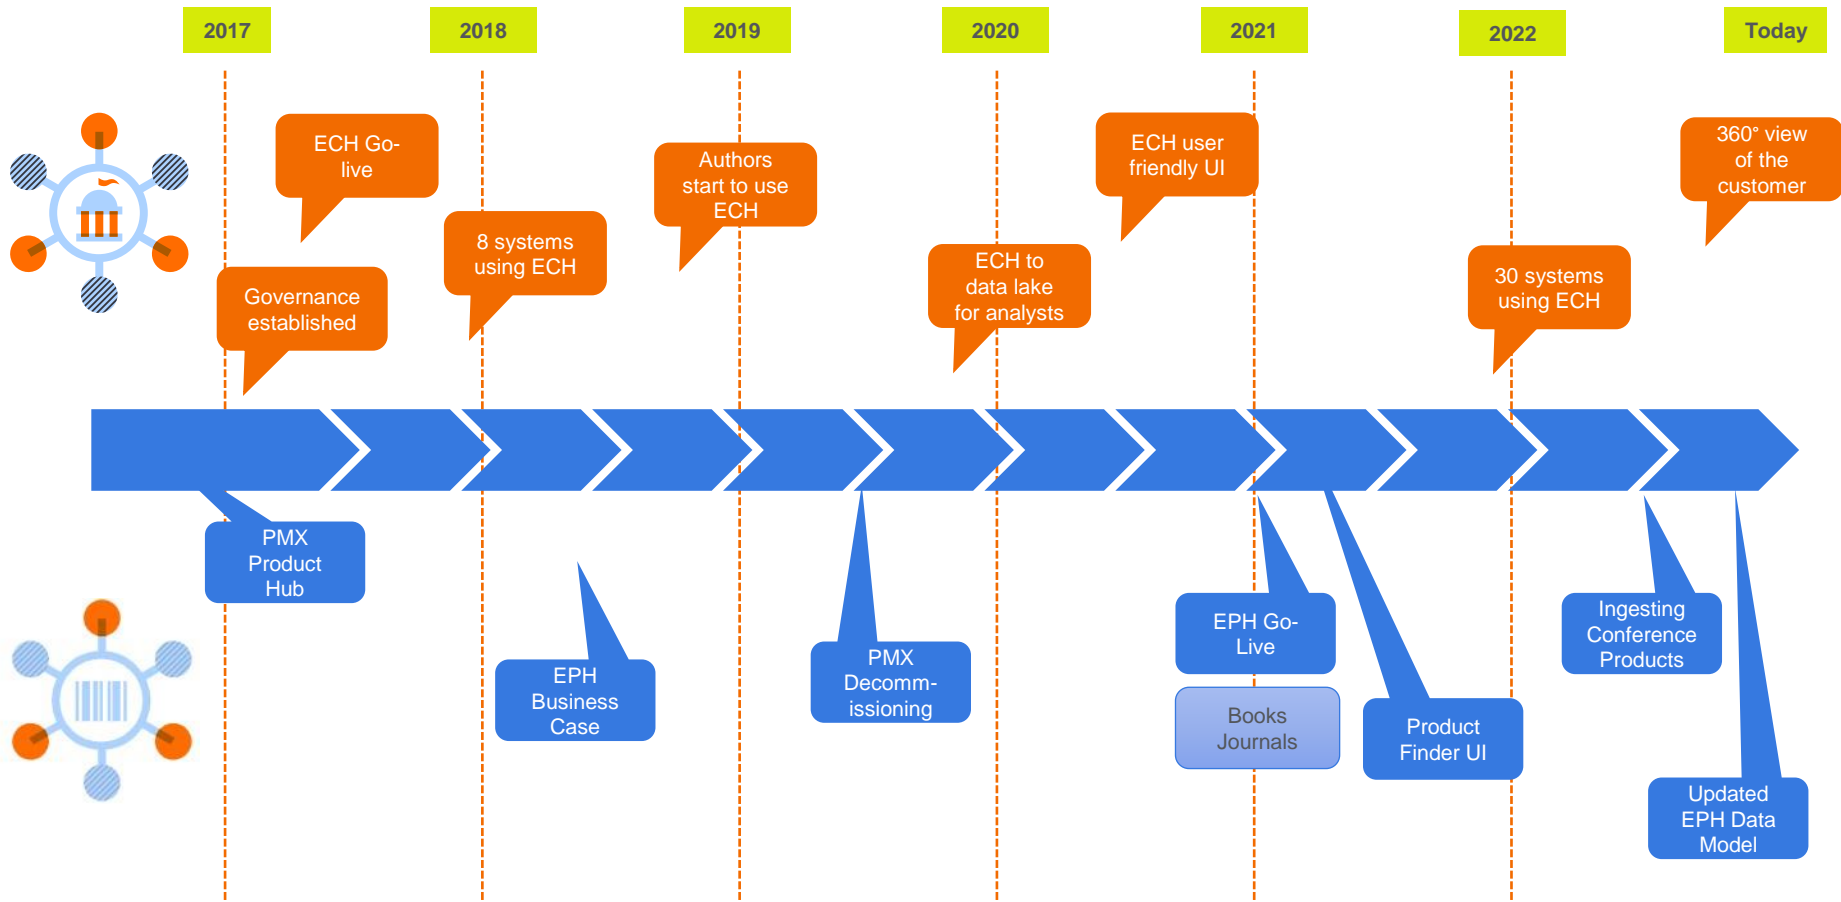 2017
2018
2019
2020
2021
2022
Today
ECH Go-
live
Governance
established
8 systems
using ECH
Authors
start to use
ECH
ECH to
data lake
for analysts
ECH user
friendly UI
30 systems
using ECH
360° view
of the
customer
PMX
Product
Hub
EPH
Business
Case
PMX
Decomm-
issioning
EPH Go-
Live
Books
Journals
Product
Finder UI
Ingesting
Conference
Products
Updated
EPH Data
Model